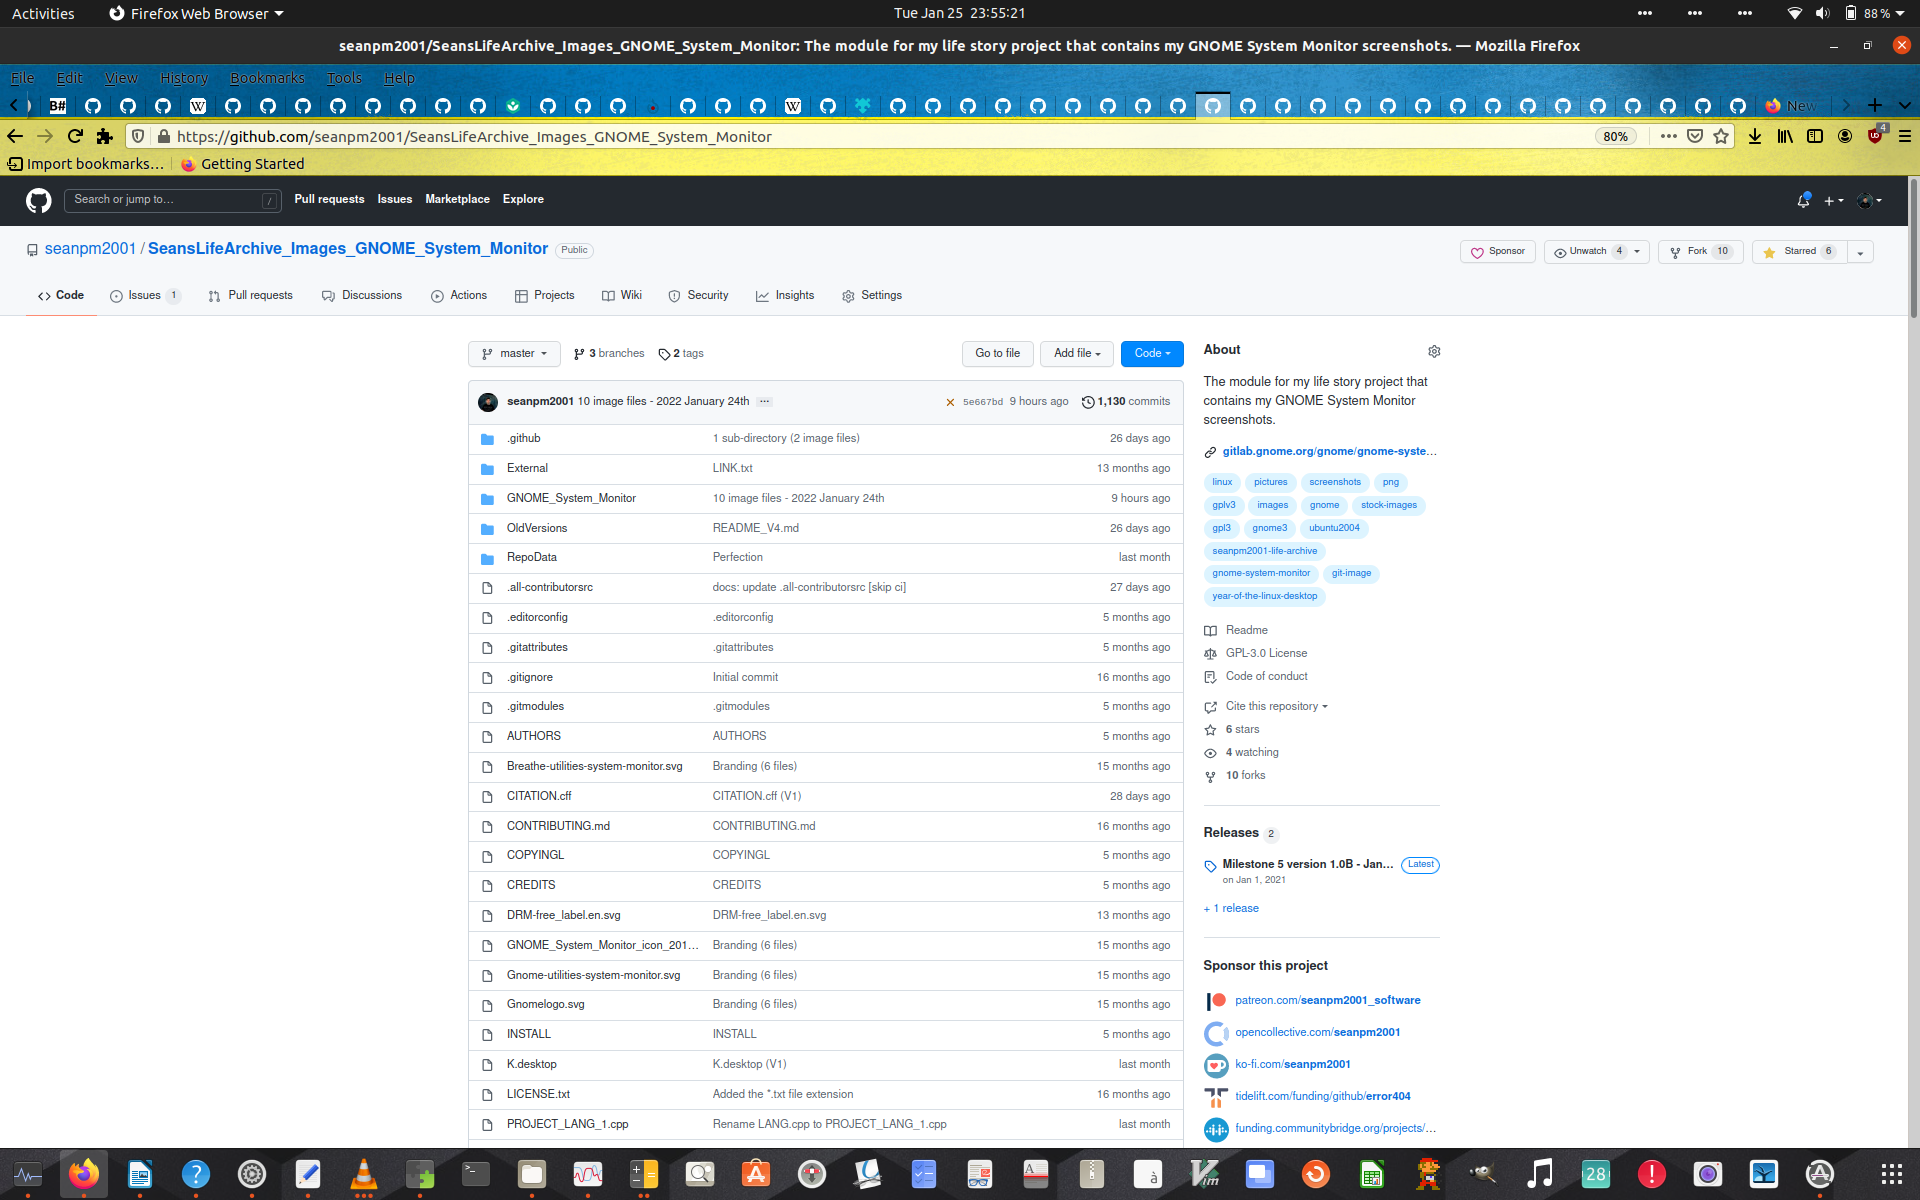 Activities
Firefox Web Browser
Tue Jan 25 23:55:21
88%
seanpm2001/SeansLifeArchive_Images_GNOME_System_Monitor: The module for my life story project that contains my GNOME System Monitor screenshots. — Mozilla Firefox
File Edit View History Bookmarks Tools Help
B# W W New
https://github.com/seanpm2001/SeansLifeArchive_Images_GNOME_System_Monitor
80%
4
Import bookmarks… Getting Started
Search or jump to… /
Pull requests Issues Marketplace Explore
seanpm2001 / SeansLifeArchive_Images_GNOME_System_Monitor Public
Sponsor Unwatch 4 Fork 10 Starred 6
Code Issues 1 Pull requests Discussions Actions Projects Wiki Security Insights Settings
master 3 branches 2 tags Go to file Add file Code
seanpm2001 10 image files - 2022 January 24th ··· 5e667bd 9 hours ago 1,130 commits
.github 1 sub-directory (2 image files) 26 days ago
External LINK.txt 13 months ago
GNOME_System_Monitor 10 image files - 2022 January 24th 9 hours ago
OldVersions README_V4.md 26 days ago
RepoData Perfection last month
.all-contributorsrc docs: update .all-contributorsrc [skip ci] 27 days ago
.editorconfig .editorconfig 5 months ago
.gitattributes .gitattributes 5 months ago
.gitignore Initial commit 16 months ago
.gitmodules .gitmodules 5 months ago
AUTHORS AUTHORS 5 months ago
Breathe-utilities-system-monitor.svg Branding (6 files) 15 months ago
CITATION.cff CITATION.cff (V1) 28 days ago
CONTRIBUTING.md CONTRIBUTING.md 16 months ago
COPYINGL COPYINGL 5 months ago
CREDITS CREDITS 5 months ago
DRM-free_label.en.svg DRM-free_label.en.svg 13 months ago
GNOME_System_Monitor_icon_201… Branding (6 files) 15 months ago
Gnome-utilities-system-monitor.svg Branding (6 files) 15 months ago
Gnomelogo.svg Branding (6 files) 15 months ago
INSTALL INSTALL 5 months ago
K.desktop K.desktop (V1) last month
LICENSE.txt Added the *.txt file extension 16 months ago
PROJECT_LANG_1.cpp Rename LANG.cpp to PROJECT_LANG_1.cpp last month
About
The module for my life story project that
contains my GNOME System Monitor
screenshots.
gitlab.gnome.org/gnome/gnome-syste…
linux pictures screenshots png
gplv3 images gnome stock-images
gpl3 gnome3 ubuntu2004
seanpm2001-life-archive
gnome-system-monitor git-image
year-of-the-linux-desktop
Readme
GPL-3.0 License
Code of conduct
Cite this repository
6 stars
4 watching
10 forks
Releases 2
Milestone 5 version 1.0B - Jan… Latest
on Jan 1, 2021
+ 1 release
Sponsor this project
patreon.com/seanpm2001_software
opencollective.com/seanpm2001
ko-fi.com/seanpm2001
tidelift.com/funding/github/error404
funding.communitybridge.org/projects/…
28